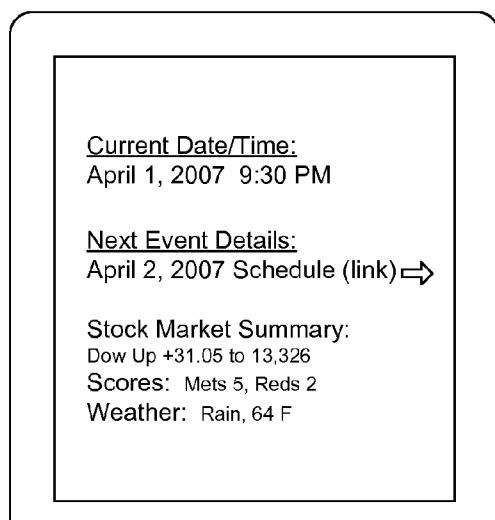 Current Date/Time:
April 1, 2007 9:30 PM
Next Event Details:
April 2, 2007 Schedule (link)
Stock Market Summary:
Dow Up +31.05 to 13,326
Scores: Mets 5, Reds 2
Weather: Rain, 64 F